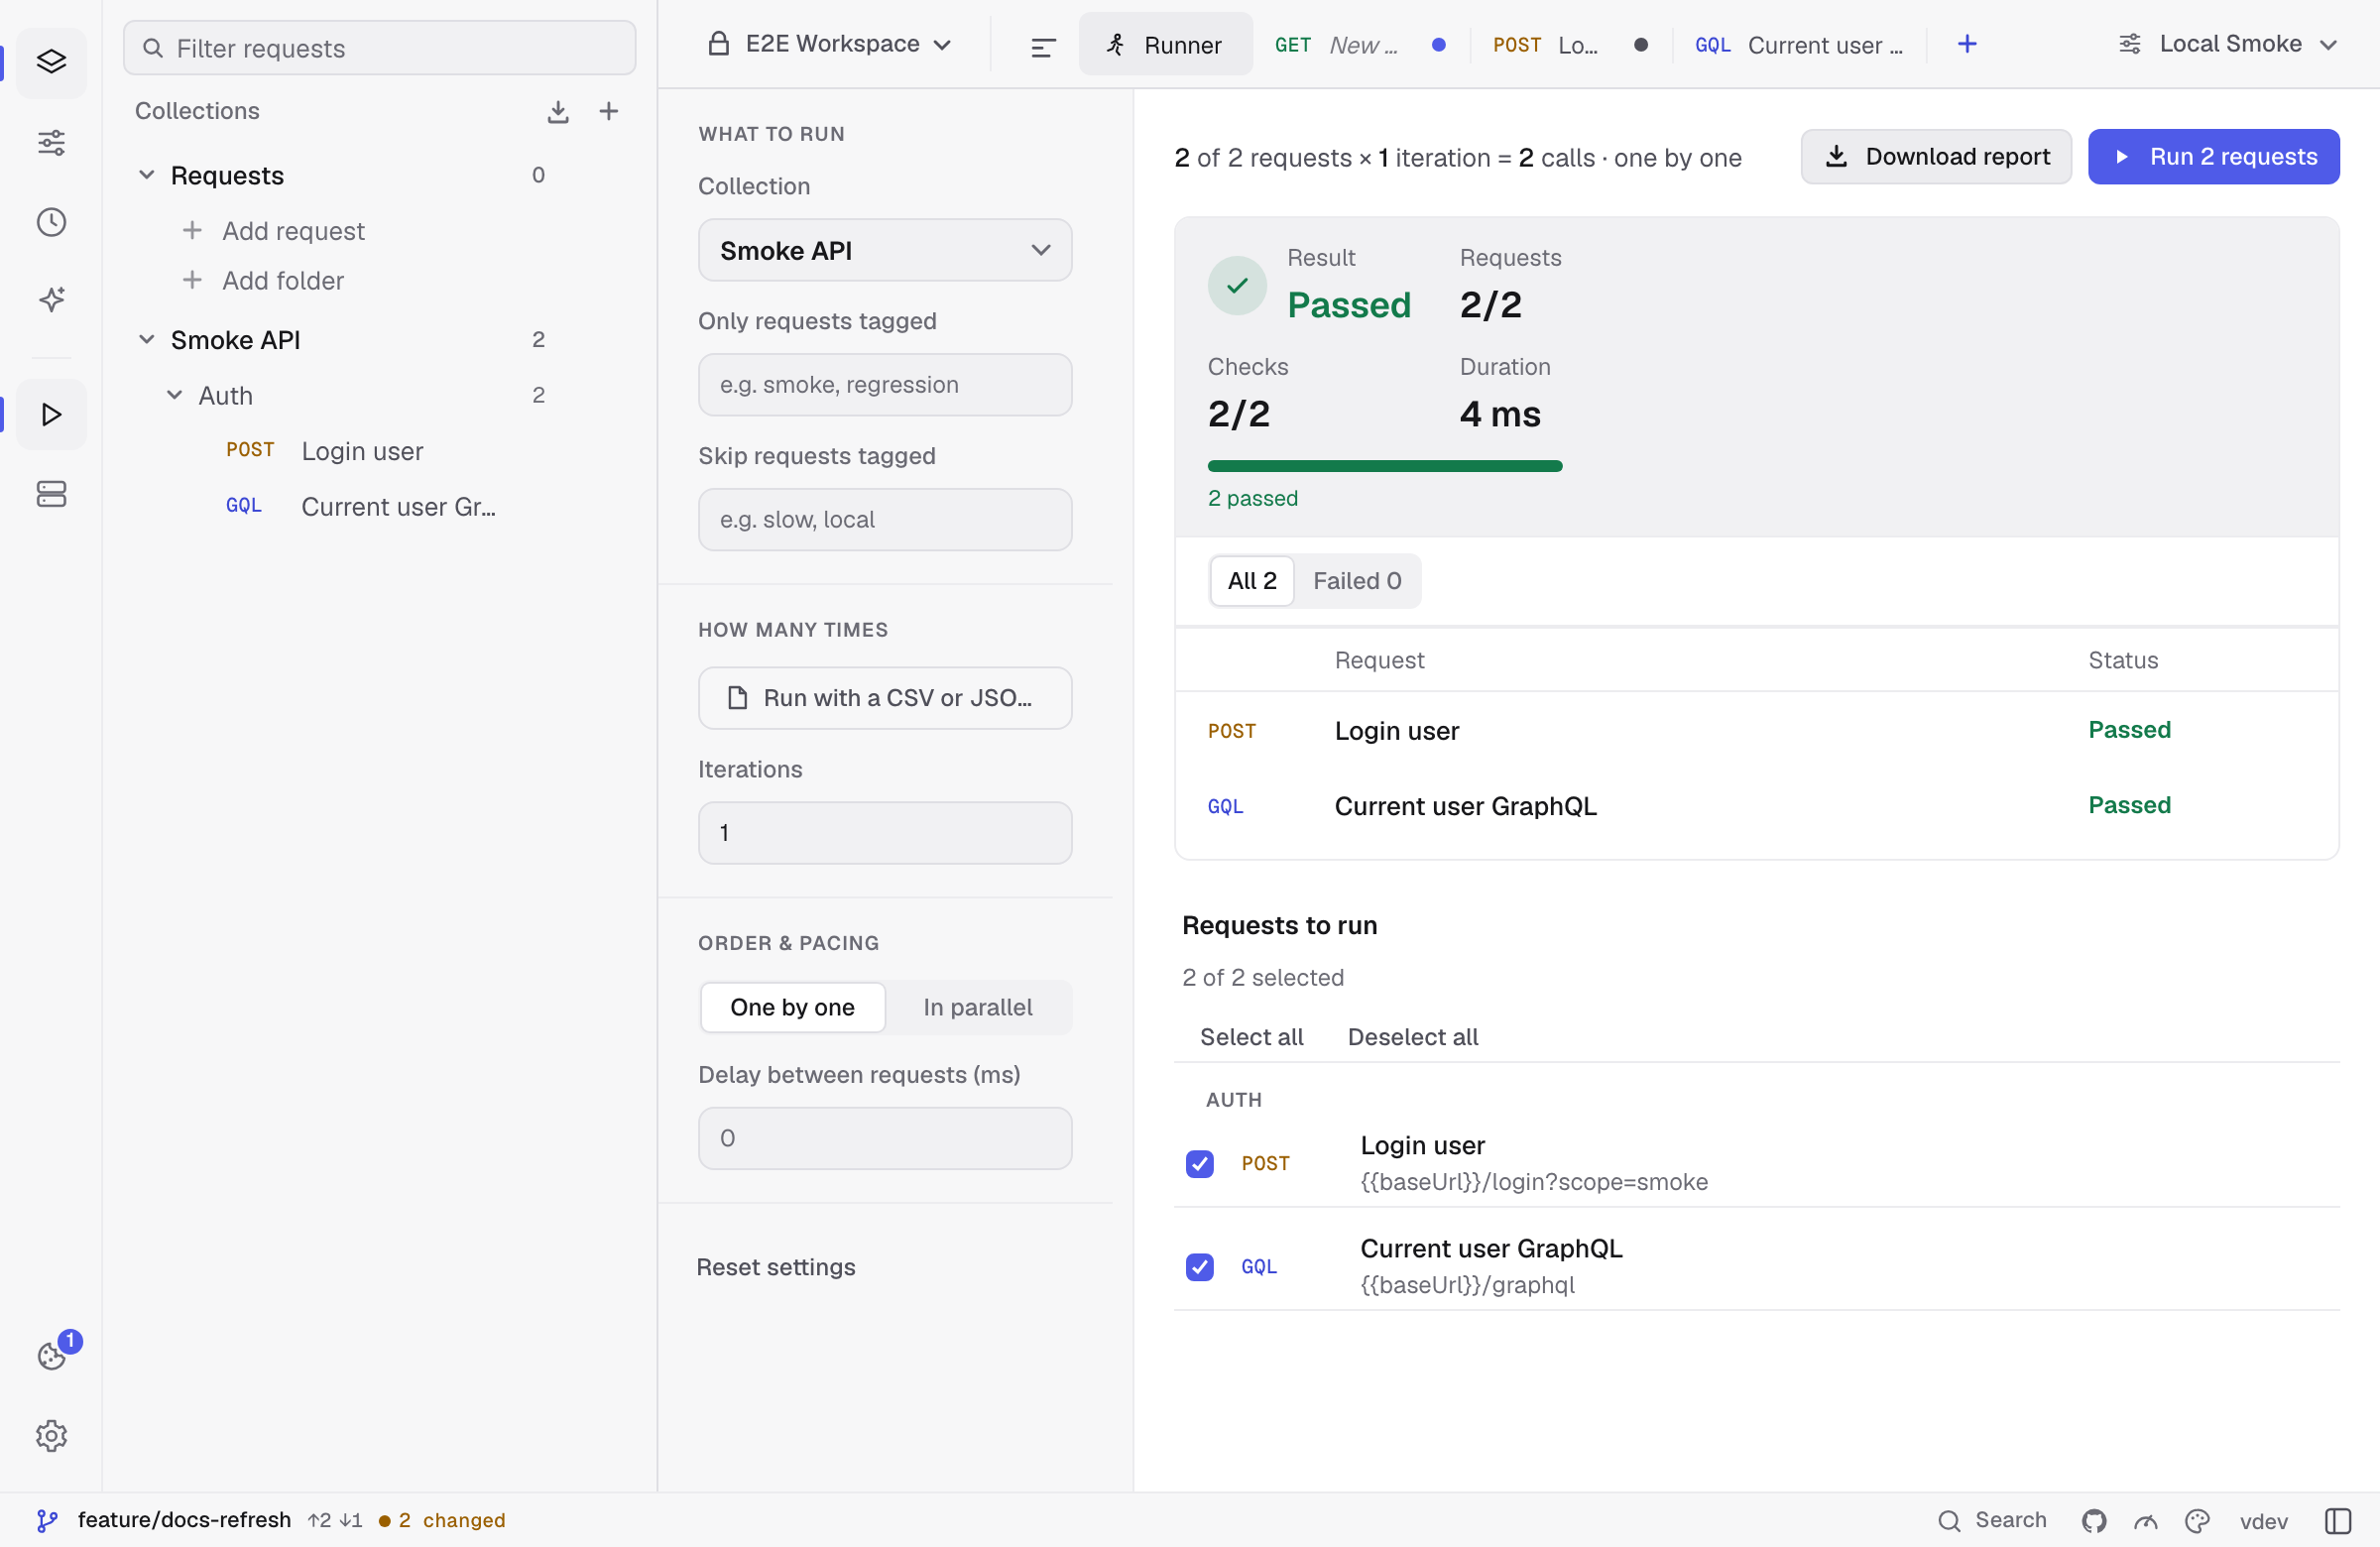 Filter requests
Collections
Requests 0
Add request
Add folder
Smoke API 2
Auth 2
POST Login user
GQL Current user Gr...
1
E2E Workspace
Runner
GET New ...
POST Lo...
GQL Current user ...
Local Smoke
WHAT TO RUN
Collection
Smoke API
Only requests tagged
e.g. smoke, regression
Skip requests tagged
e.g. slow, local
HOW MANY TIMES
Run with a CSV or JSO...
Iterations
1
ORDER & PACING
One by one In parallel
Delay between requests (ms)
0
Reset settings
2 of 2 requests × 1 iteration = 2 calls · one by one
Download report
Run 2 requests
Result
Passed
Requests
2/2
Checks
2/2
Duration
4 ms
2 passed
All 2 Failed 0
Request Status
POST Login user Passed
GQL Current user GraphQL Passed
Requests to run
2 of 2 selected
Select all Deselect all
AUTH
POST Login user
{{baseUrl}}/login?scope=smoke
GQL Current user GraphQL
{{baseUrl}}/graphql
feature/docs-refresh ↑2 ↓1 2 changed
Search
vdev